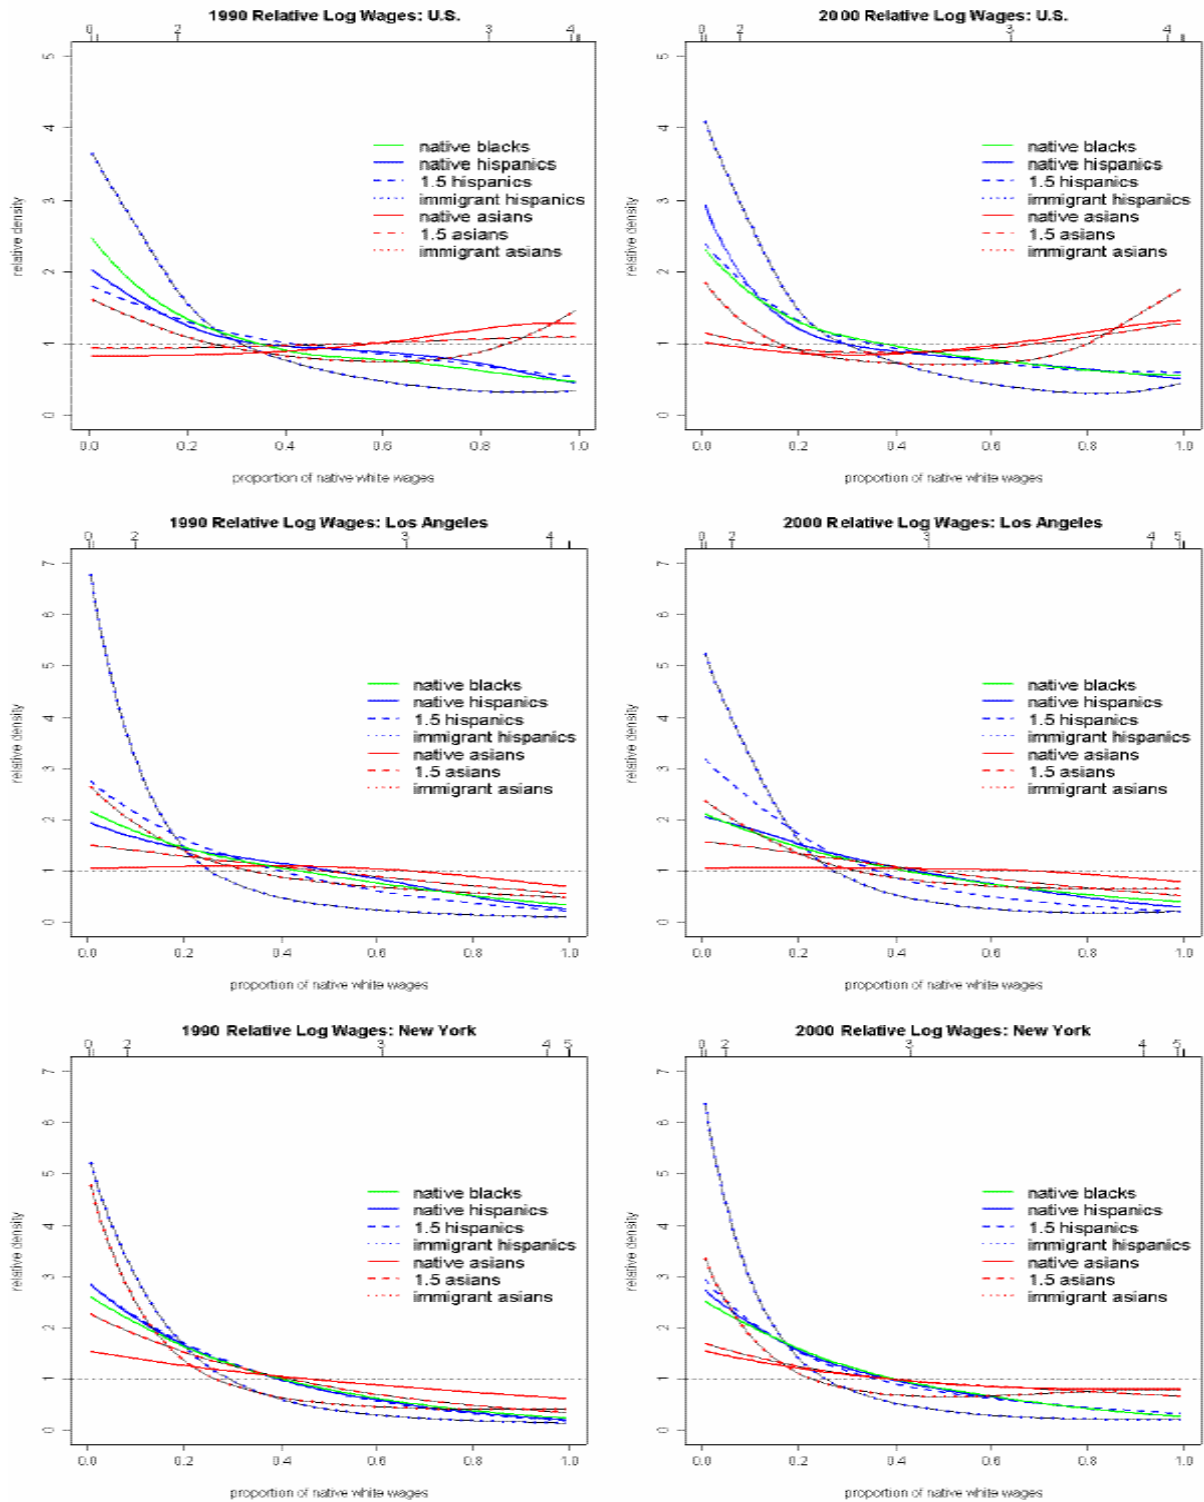 1990 Relative Log Wages: U.S.
0 2 3 4
5
4
3
2
1
0
relative density
native blacks
native hispanics
1.5 hispanics
immigrant hispanics
native asians
1.5 asians
immigrant asians
0.0 0.2 0.4 0.6 0.8 1.0
proportion of native white wages
2000 Relative Log Wages: U.S.
0 2 3 4
5
4
3
2
1
0
relative density
native blacks
native hispanics
1.5 hispanics
immigrant hispanics
native asians
1.5 asians
immigrant asians
0.0 0.2 0.4 0.6 0.8 1.0
proportion of native white wages
1990 Relative Log Wages: Los Angeles
0 2 3 4
7
6
5
4
3
2
1
0
relative density
native blacks
native hispanics
1.5 hispanics
immigrant hispanics
native asians
1.5 asians
immigrant asians
0.0 0.2 0.4 0.6 0.8 1.0
proportion of native white wages
2000 Relative Log Wages: Los Angeles
0 2 3 4 5
7
6
5
4
3
2
1
0
relative density
native blacks
native hispanics
1.5 hispanics
immigrant hispanics
native asians
1.5 asians
immigrant asians
0.0 0.2 0.4 0.6 0.8 1.0
proportion of native white wages
1990 Relative Log Wages: New York
0 2 3 4 5
7
6
5
4
3
2
1
0
relative density
native blacks
native hispanics
1.5 hispanics
immigrant hispanics
native asians
1.5 asians
immigrant asians
0.0 0.2 0.4 0.6 0.8 1.0
proportion of native white wages
2000 Relative Log Wages: New York
0 2 3 4 5
7
6
5
4
3
2
1
0
relative density
native blacks
native hispanics
1.5 hispanics
immigrant hispanics
native asians
1.5 asians
immigrant asians
0.0 0.2 0.4 0.6 0.8 1.0
proportion of native white wages